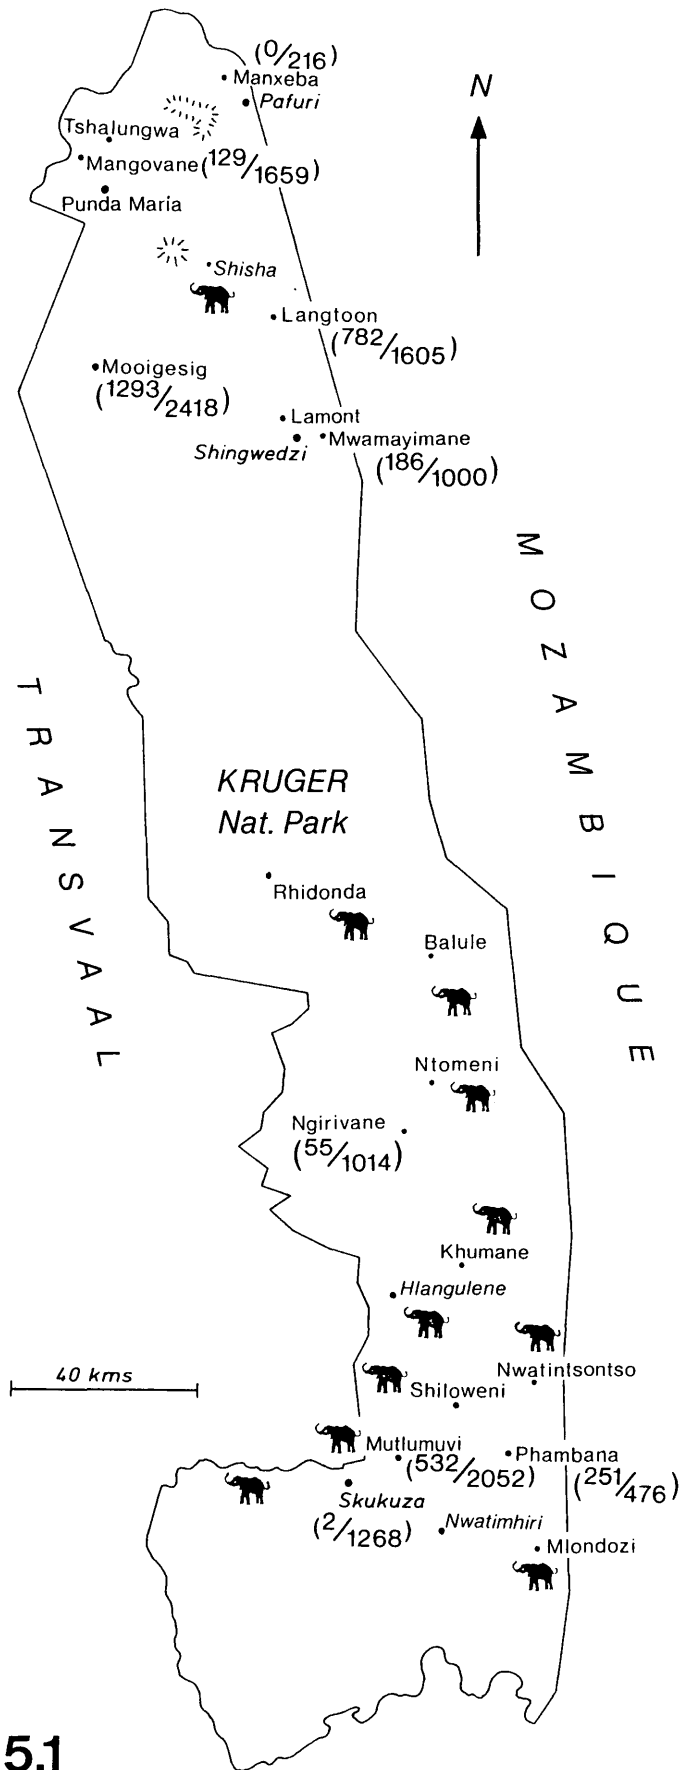 (0/216)
Manxeba
Pafuri
N
Tshalungwa
Mangovane (129/1659)
Punda Maria
Shisha
Langtoon
(782/1605)
Mooigesig
(1293/2418)
Lamont
Shingwedzi
Mwamayimane
(186/1000)
MOZAMBIQUE
TRANSVAAL
KRUGER
Nat. Park
Rhidonda
Balule
Ntomeni
Ngirivane
(55/1014)
Khumane
Hlangulene
40 kms
Nwatintsontso
Shiloweni
Mutlumuvi
(532/2052)
Phambana
(251/476)
Skukuza
(2/1268)
Nwatimhiri
Mlondozi
5.1